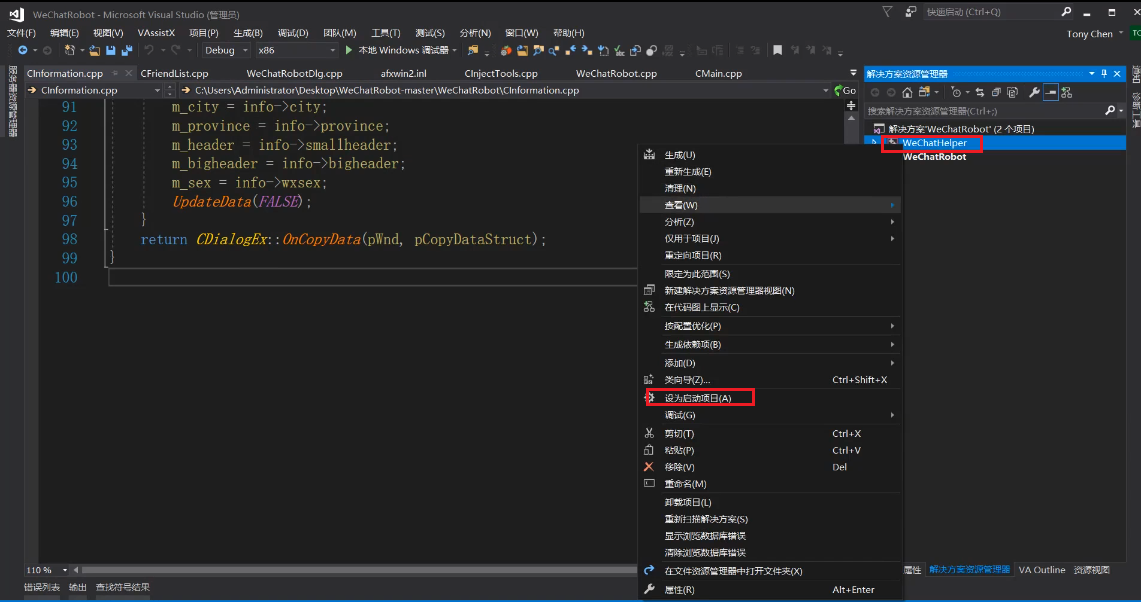 WeChatRobot - Microsoft Visual Studio (管理员)
快速启动 (Ctrl+Q)
文件(F) 编辑(E) 视图(V) VAssistX 项目(P) 生成(B) 调试(D) 团队(M) 工具(T) 测试(S) 分析(N) 窗口(W) 帮助(H)
Tony Chen
TC
Debug x86 本地 Windows 调试器
CInformation.cpp CFriendList.cpp WeChatRobotDlg.cpp afxwin2.inl CInjectTools.cpp WeChatRobot.cpp CMain.cpp
CInformation.cpp C:\Users\Administrator\Desktop\WeChatRobot-master\WeChatRobot\CInformation.cpp Go
91 m_city = info->city;
92 m_province = info->province;
93 m_header = info->smallheader;
94 m_bigheader = info->bigheader;
95 m_sex = info->wxsex;
96 UpdateData(FALSE);
97 }
98 return CDialogEx::OnCopyData(pWnd, pCopyDataStruct);
99 }
100
解决方案资源管理器
搜索解决方案资源管理器(Ctrl+;)
解决方案'WeChatRobot' (2 个项目)
WeChatHelper
WeChatRobot
生成(U)
重新生成(E)
清理(N)
查看(W)
分析(Z)
仅用于项目(J)
重定向项目(R)
限定为此范围(S)
新建解决方案资源管理器视图(N)
在代码图上显示(C)
按配置优化(P)
生成依赖项(B)
添加(D)
类向导(Z)... Ctrl+Shift+X
设为启动项目(A)
调试(G)
剪切(T) Ctrl+X
粘贴(P) Ctrl+V
移除(V) Del
重命名(M)
卸载项目(L)
重新扫描解决方案(S)
显示浏览数据库错误
清除浏览数据库错误
在文件资源管理器中打开文件夹(X)
属性(R) Alt+Enter
110 %
属性 解决方案资源管理器 VA Outline 资源视图
错误列表 输出 查找符号结果